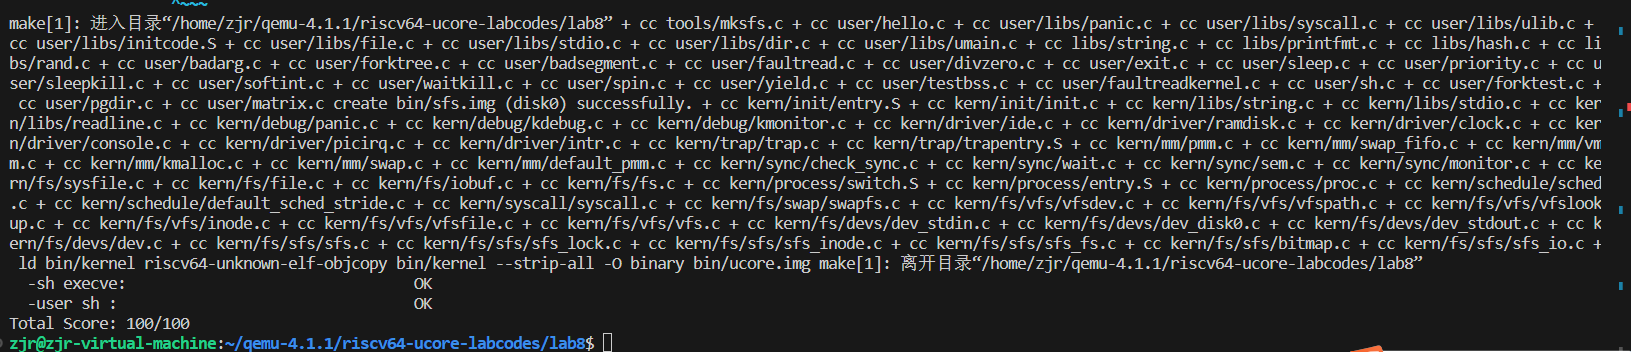 make[1]: 进入目录“/home/zjr/qemu-4.1.1/riscv64-ucore-labcodes/lab8” + cc tools/mksfs.c + cc user/hello.c + cc user/libs/panic.c + cc user/libs/syscall.c + cc user/libs/ulib.c +
cc user/libs/initcode.S + cc user/libs/file.c + cc user/libs/stdio.c + cc user/libs/dir.c + cc user/libs/umain.c + cc libs/string.c + cc libs/printfmt.c + cc libs/hash.c + cc li
bs/rand.c + cc user/badarg.c + cc user/forktree.c + cc user/badsegment.c + cc user/faultread.c + cc user/divzero.c + cc user/exit.c + cc user/sleep.c + cc user/priority.c + cc u
ser/sleepkill.c + cc user/softint.c + cc user/waitkill.c + cc user/spin.c + cc user/yield.c + cc user/testbss.c + cc user/faultreadkernel.c + cc user/sh.c + cc user/forktest.c +
cc user/pgdir.c + cc user/matrix.c create bin/sfs.img (disk0) successfully. + cc kern/init/entry.S + cc kern/init/init.c + cc kern/libs/string.c + cc kern/libs/stdio.c + cc ker
n/libs/readline.c + cc kern/debug/panic.c + cc kern/debug/kdebug.c + cc kern/debug/kmonitor.c + cc kern/driver/ide.c + cc kern/driver/ramdisk.c + cc kern/driver/clock.c + cc ker
n/driver/console.c + cc kern/driver/picirq.c + cc kern/driver/intr.c + cc kern/trap/trap.c + cc kern/trap/trapentry.S + cc kern/mm/pmm.c + cc kern/mm/swap_fifo.c + cc kern/mm/vm
m.c + cc kern/mm/kmalloc.c + cc kern/mm/swap.c + cc kern/mm/default_pmm.c + cc kern/sync/check_sync.c + cc kern/sync/wait.c + cc kern/sync/sem.c + cc kern/sync/monitor.c + cc ke
rn/fs/sysfile.c + cc kern/fs/file.c + cc kern/fs/iobuf.c + cc kern/fs/fs.c + cc kern/process/switch.S + cc kern/process/entry.S + cc kern/process/proc.c + cc kern/schedule/sched
.c + cc kern/schedule/default_sched_stride.c + cc kern/syscall/syscall.c + cc kern/fs/swap/swapfs.c + cc kern/fs/vfs/vfsdev.c + cc kern/fs/vfs/vfspath.c + cc kern/fs/vfs/vfslook
up.c + cc kern/fs/vfs/inode.c + cc kern/fs/vfs/vfsfile.c + cc kern/fs/vfs/vfs.c + cc kern/fs/devs/dev_stdin.c + cc kern/fs/devs/dev_disk0.c + cc kern/fs/devs/dev_stdout.c + cc k
ern/fs/devs/dev.c + cc kern/fs/sfs/sfs.c + cc kern/fs/sfs/sfs_lock.c + cc kern/fs/sfs/sfs_inode.c + cc kern/fs/sfs/sfs_fs.c + cc kern/fs/sfs/bitmap.c + cc kern/fs/sfs/sfs_io.c +
ld bin/kernel riscv64-unknown-elf-objcopy bin/kernel --strip-all -O binary bin/ucore.img make[1]: 离开目录“/home/zjr/qemu-4.1.1/riscv64-ucore-labcodes/lab8”
-sh execve: OK
-user sh : OK
Total Score: 100/100
zjr@zjr-virtual-machine:~/qemu-4.1.1/riscv64-ucore-labcodes/lab8$